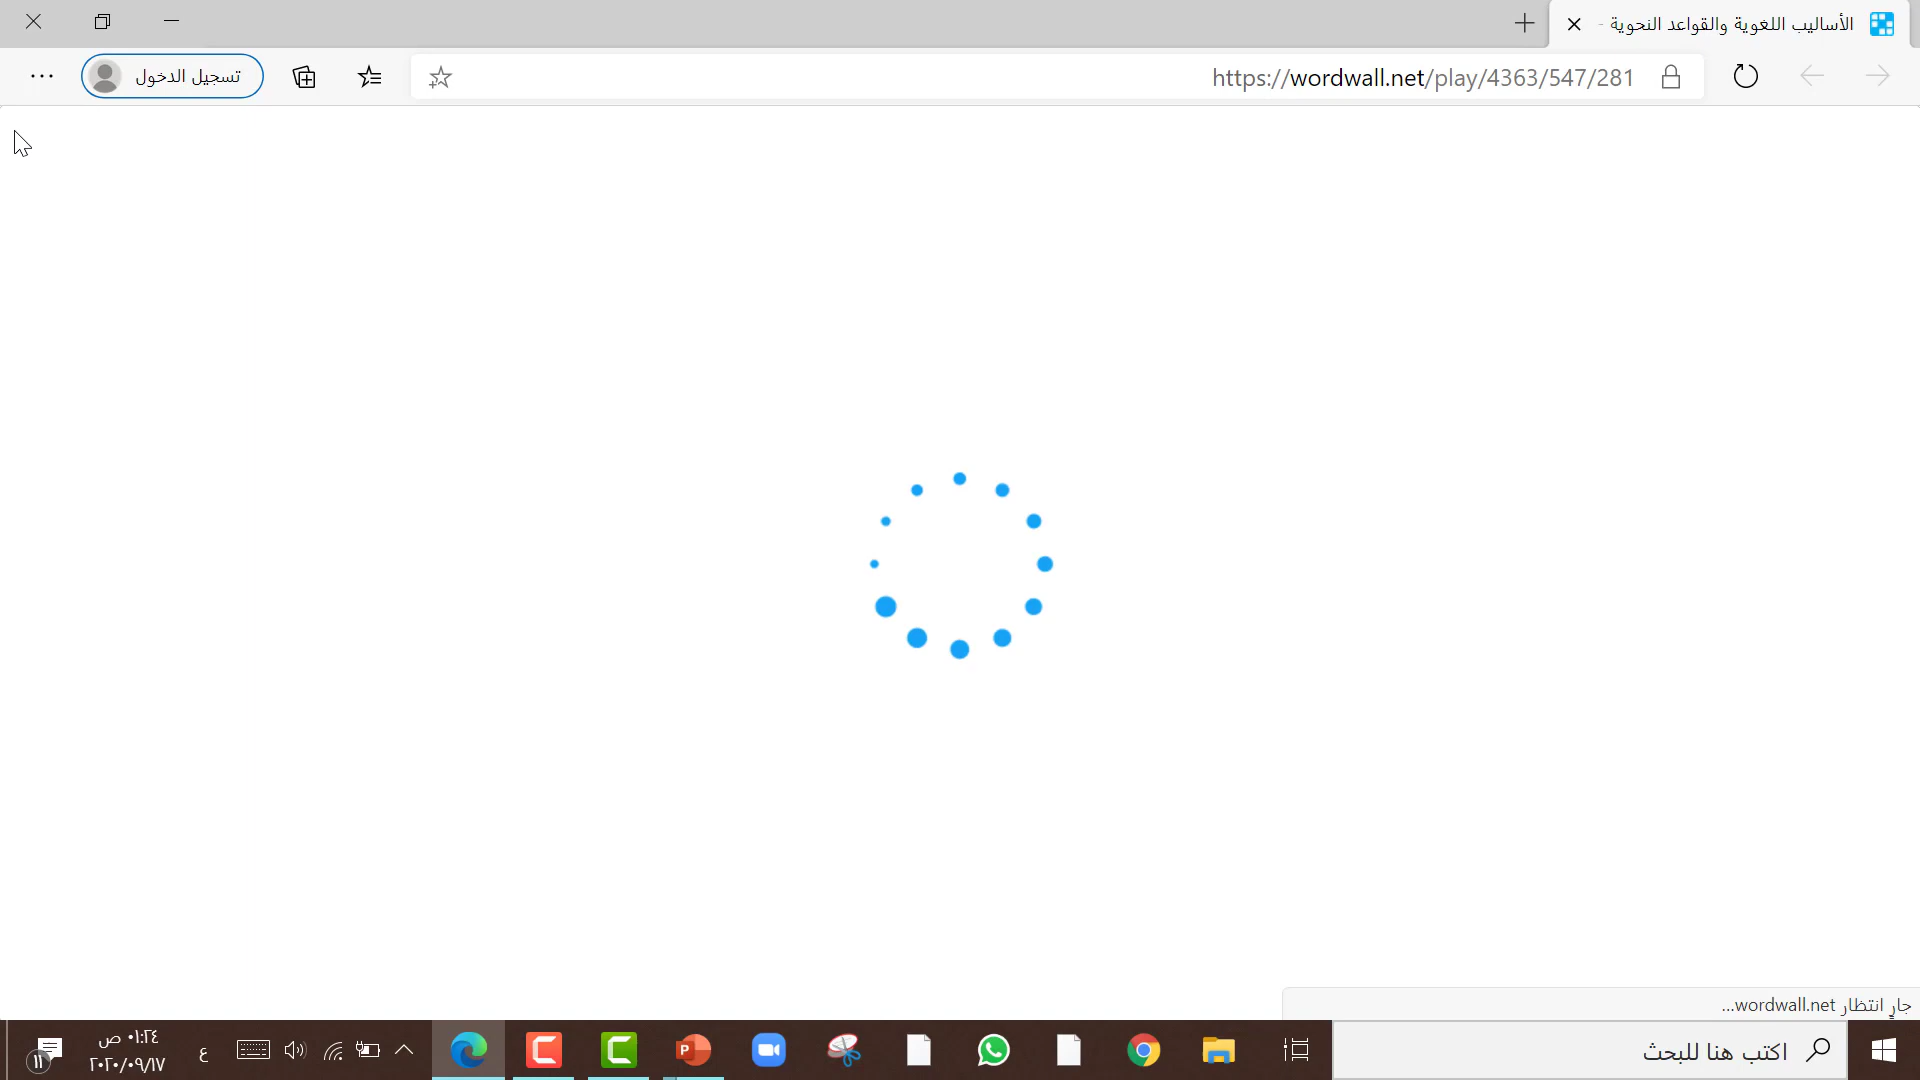 الأساليب اللغوية والقواعد النحوية -
https://wordwall.net/play/4363/547/281
تسجيل الدخول
جارٍ انتظار wordwall.net...
اكتب هنا للبحث
P
ع
٠١:٢٤ ص
٢٠٢٠/٠٩/١٧
١١